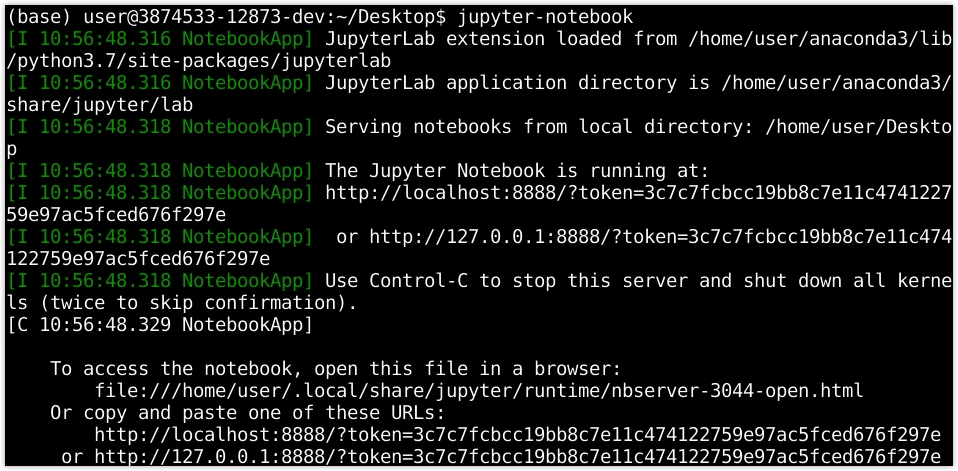 (base) user@3874533-12873-dev:~/Desktop$ jupyter-notebook
[I 10:56:48.316 NotebookApp] JupyterLab extension loaded from /home/user/anaconda3/lib
/python3.7/site-packages/jupyterlab
[I 10:56:48.316 NotebookApp] JupyterLab application directory is /home/user/anaconda3/
share/jupyter/lab
[I 10:56:48.318 NotebookApp] Serving notebooks from local directory: /home/user/Deskto
p
[I 10:56:48.318 NotebookApp] The Jupyter Notebook is running at:
[I 10:56:48.318 NotebookApp] http://localhost:8888/?token=3c7c7fcbcc19bb8c7e11c4741227
59e97ac5fced676f297e
[I 10:56:48.318 NotebookApp]  or http://127.0.0.1:8888/?token=3c7c7fcbcc19bb8c7e11c474
122759e97ac5fced676f297e
[I 10:56:48.318 NotebookApp] Use Control-C to stop this server and shut down all kerne
ls (twice to skip confirmation).
[C 10:56:48.329 NotebookApp]
    To access the notebook, open this file in a browser:
        file:///home/user/.local/share/jupyter/runtime/nbserver-3044-open.html
    Or copy and paste one of these URLs:
        http://localhost:8888/?token=3c7c7fcbcc19bb8c7e11c474122759e97ac5fced676f297e
     or http://127.0.0.1:8888/?token=3c7c7fcbcc19bb8c7e11c474122759e97ac5fced676f297e